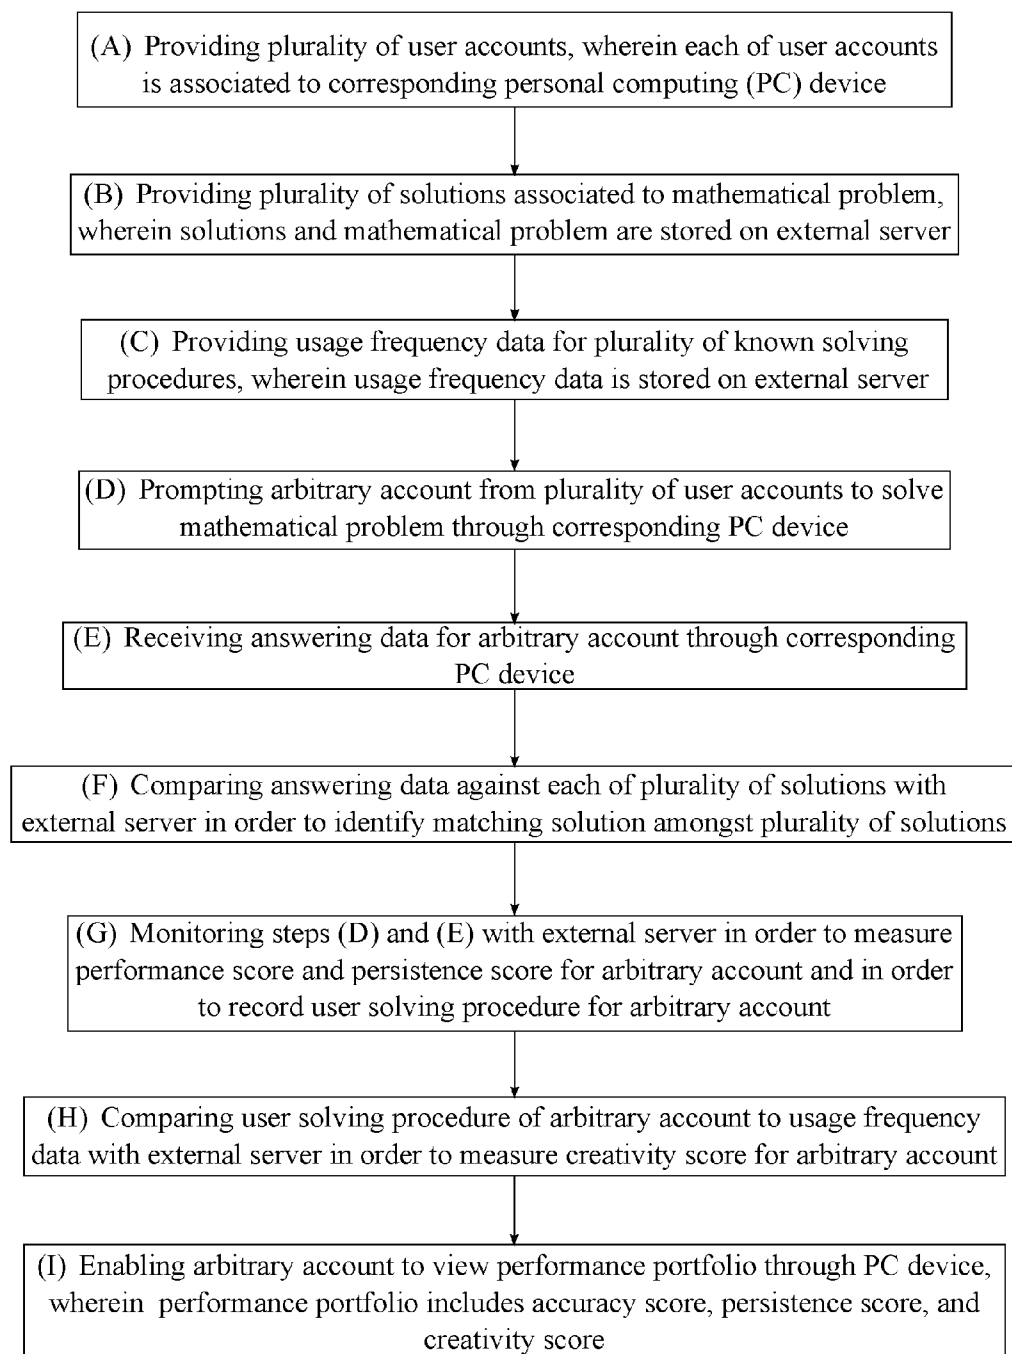 (A) Providing plurality of user accounts, wherein each of user accounts
is associated to corresponding personal computing (PC) device
(B) Providing plurality of solutions associated to mathematical problem,
wherein solutions and mathematical problem are stored on external server
(C) Providing usage frequency data for plurality of known solving
procedures, wherein usage frequency data is stored on external server
(D) Prompting arbitrary account from plurality of user accounts to solve
mathematical problem through corresponding PC device
(E) Receiving answering data for arbitrary account through corresponding
PC device
(F) Comparing answering data against each of plurality of solutions with
external server in order to identify matching solution amongst plurality of solutions
(G) Monitoring steps (D) and (E) with external server in order to measure
performance score and persistence score for arbitrary account and in order
to record user solving procedure for arbitrary account
(H) Comparing user solving procedure of arbitrary account to usage frequency
data with external server in order to measure creativity score for arbitrary account
(I) Enabling arbitrary account to view performance portfolio through PC device,
wherein performance portfolio includes accuracy score, persistence score, and
creativity score